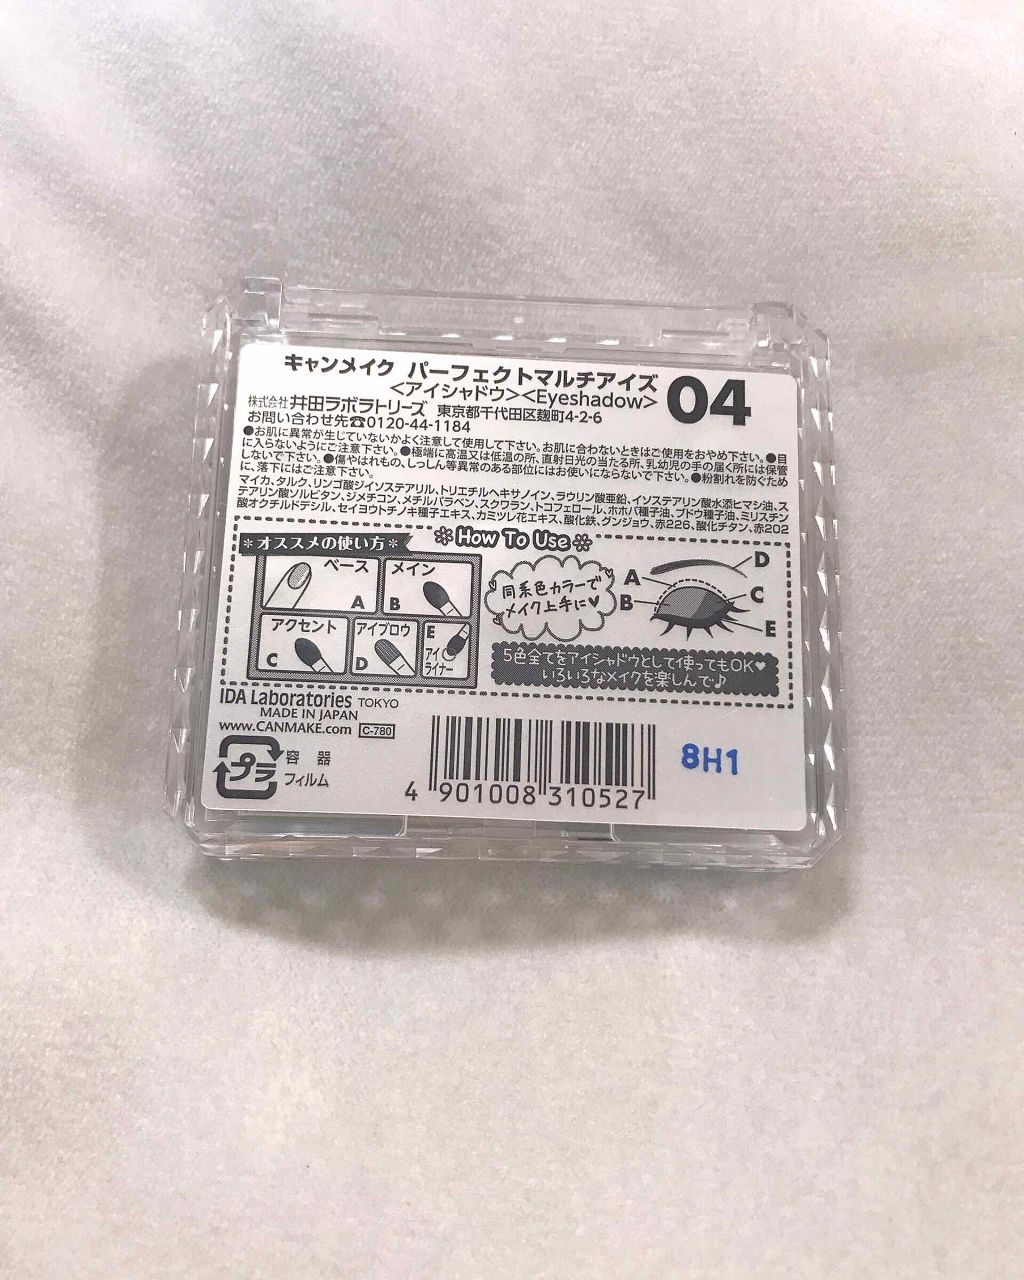 キャンメイク パーフェクトマルチアイズ 04
<アイシャドウ><Eyeshadow>
株式会社 井田ラボラトリーズ 東京都千代田区麹町4-2-6
お問い合わせ先☎0120-44-1184
●お肌に異常が生じていないかよく注意して使用して下さい。お肌に合わないときはご使用をおやめ下さい。●目
に入らないようにご注意下さい。●極端に高温又は低温の所、直射日光の当たる所、乳幼児の手の届く所には保管
しないで下さい。●傷やはれもの、しっしん等異常のある部位にはお使いにならないで下さい。●粉割れを防ぐため
に、落下にはご注意下さい。
マイカ、タルク、リンゴ酸ジイソステアリル、トリエチルヘキサノイン、ラウリン酸亜鉛、イソステアリン酸水添ヒマシ油、ス
テアリン酸ソルビタン、ジメチコン、メチルパラベン、スクワラン、トコフェロール、ホホバ種子油、ブドウ種子油、ミリスチン
酸オクチルドデシル、セイヨウトチノキ種子エキス、カミツレ花エキス、酸化鉄、グンジョウ、赤226、酸化チタン、赤202
How To Use
オススメの使い方
ベース
A
メイン
B
アクセント
C
アイブロウ
D
E
アイ
ライナー
同系色カラーで
メイク上手に♥
A
B
D
C
E
5色全てをアイシャドウとして使ってもOK♥
いろいろなメイクを楽しんで♪
IDA Laboratories TOKYO
MADE IN JAPAN
www.CANMAKE.com C-780
プラ
容器
フィルム
4 901008 310527
8H1